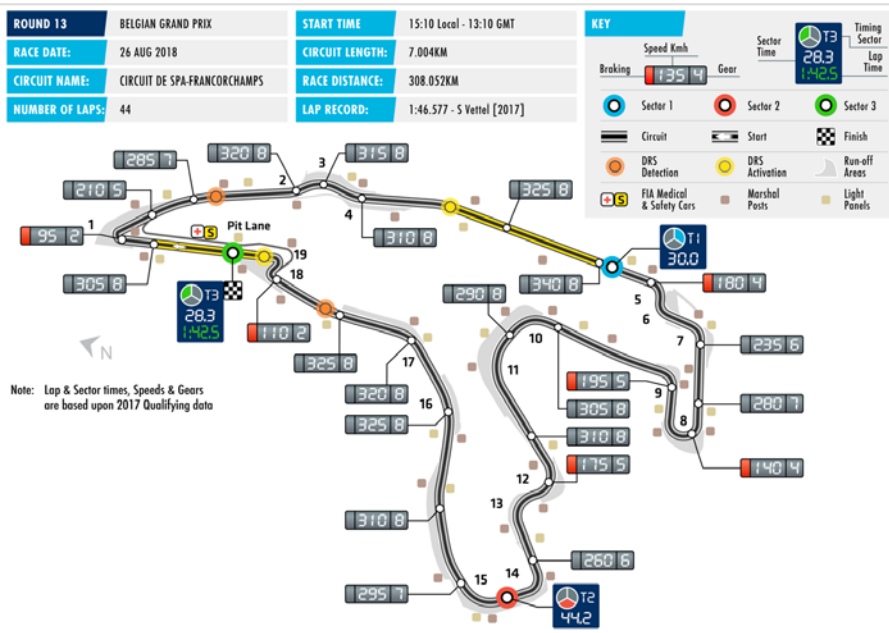 ROUND 13 BELGIAN GRAND PRIX
RACE DATE: 26 AUG 2018
CIRCUIT NAME: CIRCUIT DE SPA-FRANCORCHAMPS
NUMBER OF LAPS: 44
START TIME 15:10 Local - 13:10 GMT
CIRCUIT LENGTH: 7.004KM
RACE DISTANCE: 308.052KM
LAP RECORD: 1:46.577 - S Vettel [2017]
KEY
Speed Kmh
Braking 135 4 Gear
Sector Time
T3
28.3
1:42.5
Timing Sector
Lap Time
Sector 1
Sector 2
Sector 3
Circuit
Start
Finish
DRS Detection
DRS Activation
Run-off Areas
+ S FIA Medical & Safety Cars
Marshal Posts
Light Panels
320 8
3
315 8
285 7
2
210 5
4
325 8
1
95 2
+ S Pit Lane
310 8
T1
30.0
19
18
305 8
340 8
5
180 4
T3
28.3
1:42.5
290 8
6
110 2
10
7
235 6
N
325 8
17
11
195 5
9
280 7
Note: Lap & Sector times, Speeds & Gears
are based upon 2017 Qualifying data
320 8
16
305 8
8
325 8
310 8
175 5
140 4
12
13
310 8
260 6
15
14
295 7
T2
44.2